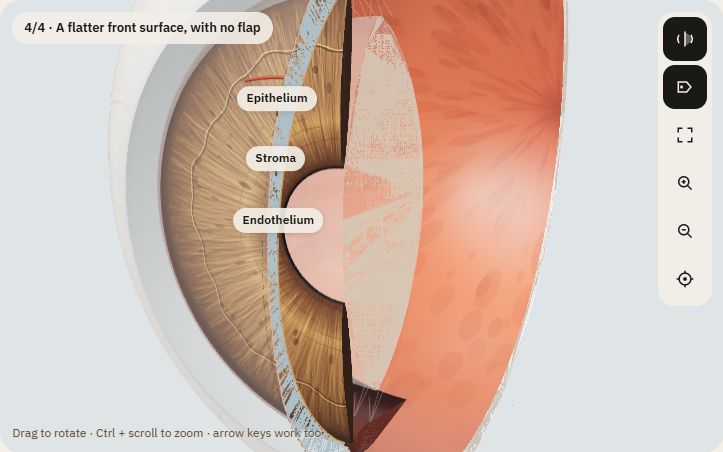 4/4 · A flatter front surface, with no flap
Epithelium
Stroma
Endothelium
Drag to rotate · Ctrl + scroll to zoom · arrow keys work too.